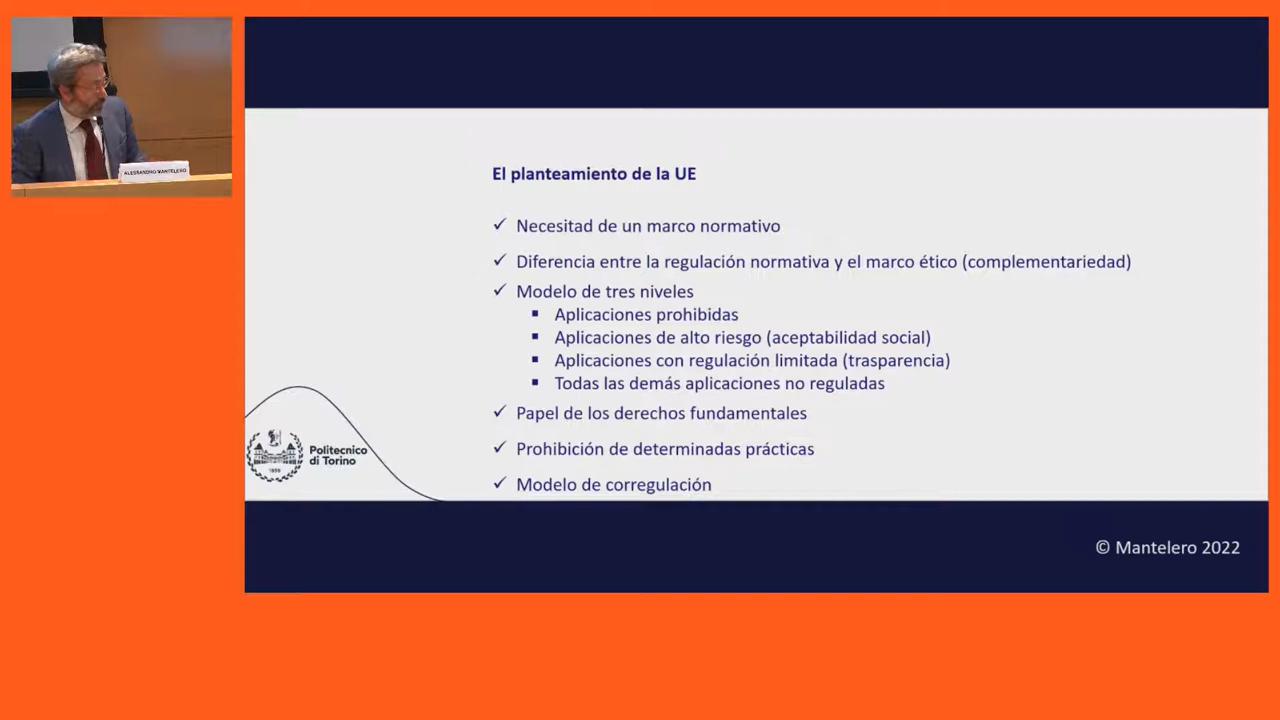 ALESSANDRO MANTELERO
El planteamiento de la UE
✓ Necesitad de un marco normativo
✓ Diferencia entre la regulación normativa y el marco ético (complementariedad)
✓ Modelo de tres niveles
▪ Aplicaciones prohibidas
▪ Aplicaciones de alto riesgo (aceptabilidad social)
▪ Aplicaciones con regulación limitada (trasparencia)
▪ Todas las demás aplicaciones no reguladas
✓ Papel de los derechos fundamentales
✓ Prohibición de determinadas prácticas
✓ Modelo de corregulación
Politecnico
di Torino
1859
© Mantelero 2022